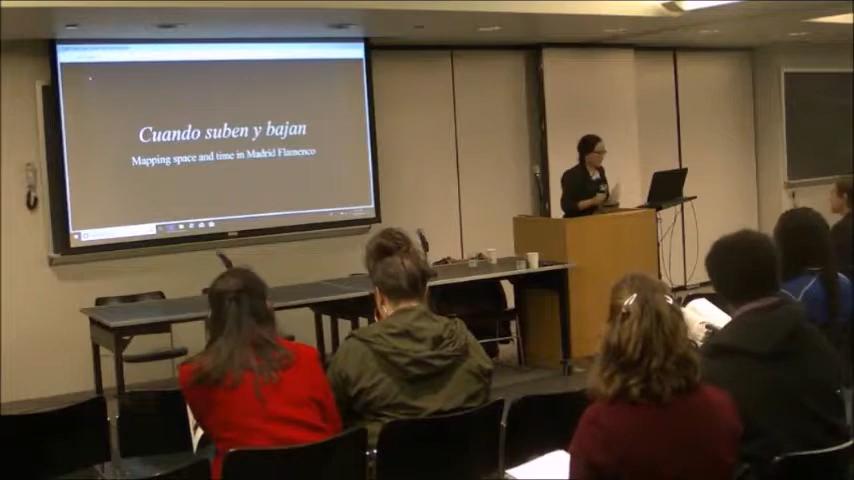 Cuando suben y bajan
Mapping space and time in Madrid Flamenco